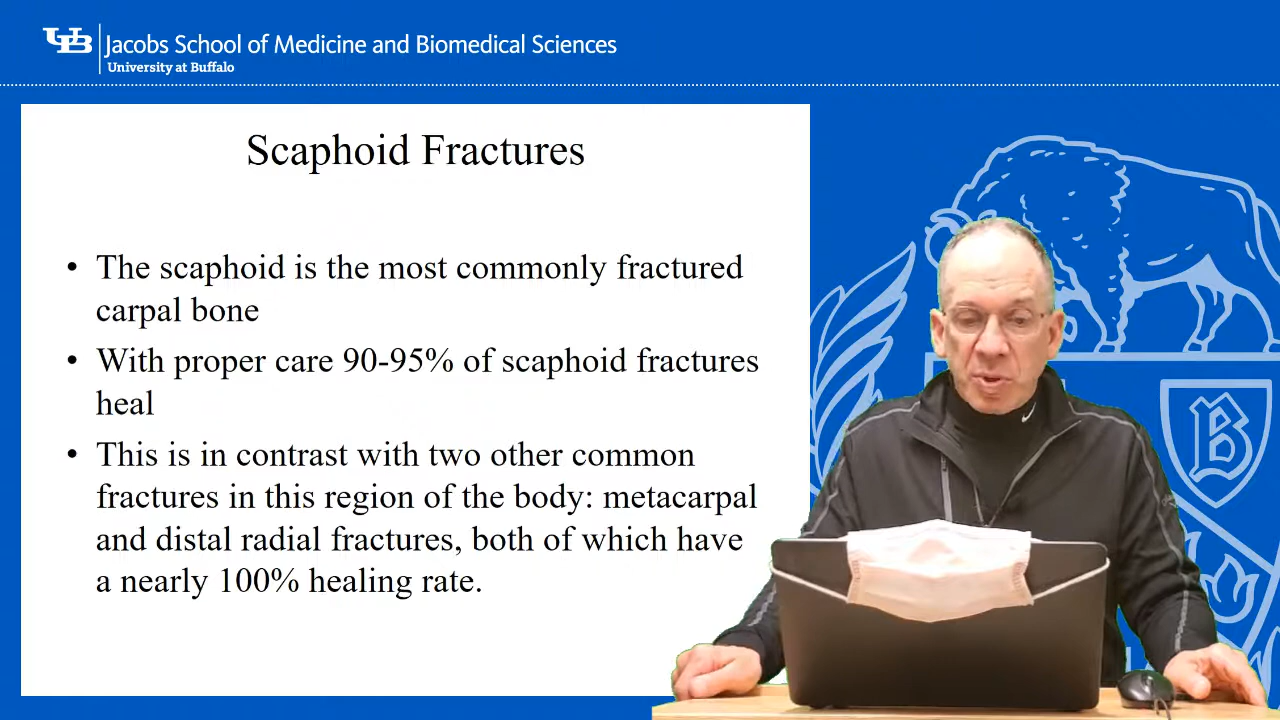 UB Jacobs School of Medicine and Biomedical Sciences
University at Buffalo
Scaphoid Fractures
• The scaphoid is the most commonly fractured
carpal bone
• With proper care 90-95% of scaphoid fractures
heal
• This is in contrast with two other common
fractures in this region of the body: metacarpal
and distal radial fractures, both of which have
a nearly 100% healing rate.
B